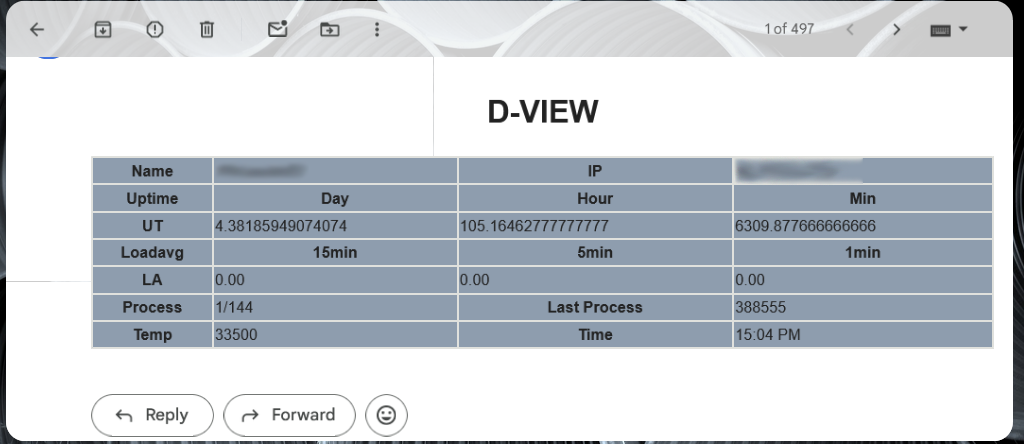 1 of 497
D-VIEW
Name IP
Uptime Day Hour Min
UT 4.38185949074074 105.16462777777777 6309.877666666666
Loadavg 15min 5min 1min
LA 0.00 0.00 0.00
Process 1/144 Last Process 388555
Temp 33500 Time 15:04 PM
Reply Forward